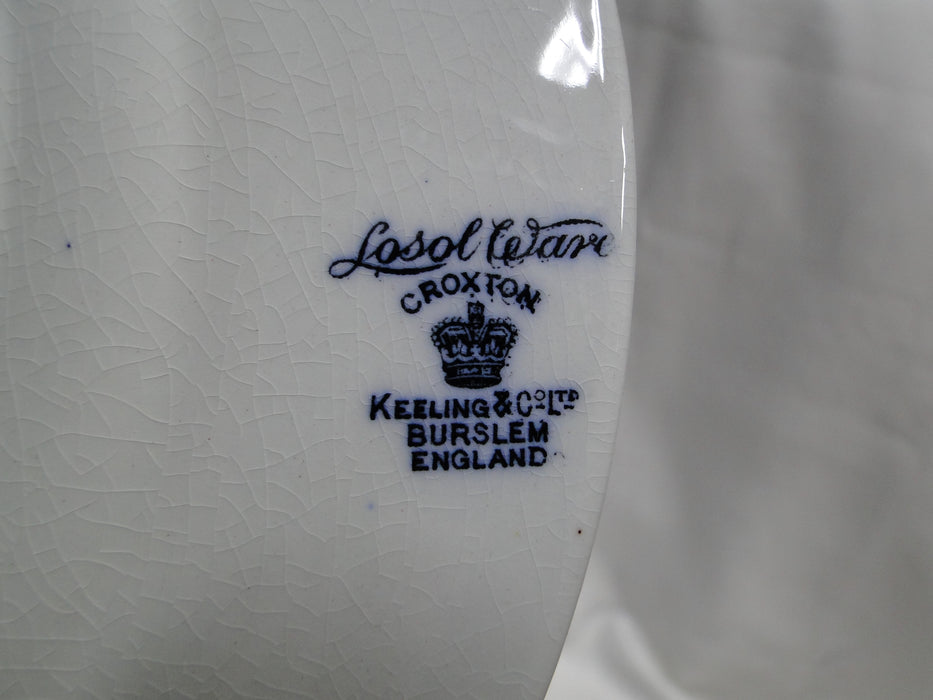 Losol Ware
CROXTON
KEELING & Co LTD
BURSLEM
ENGLAND